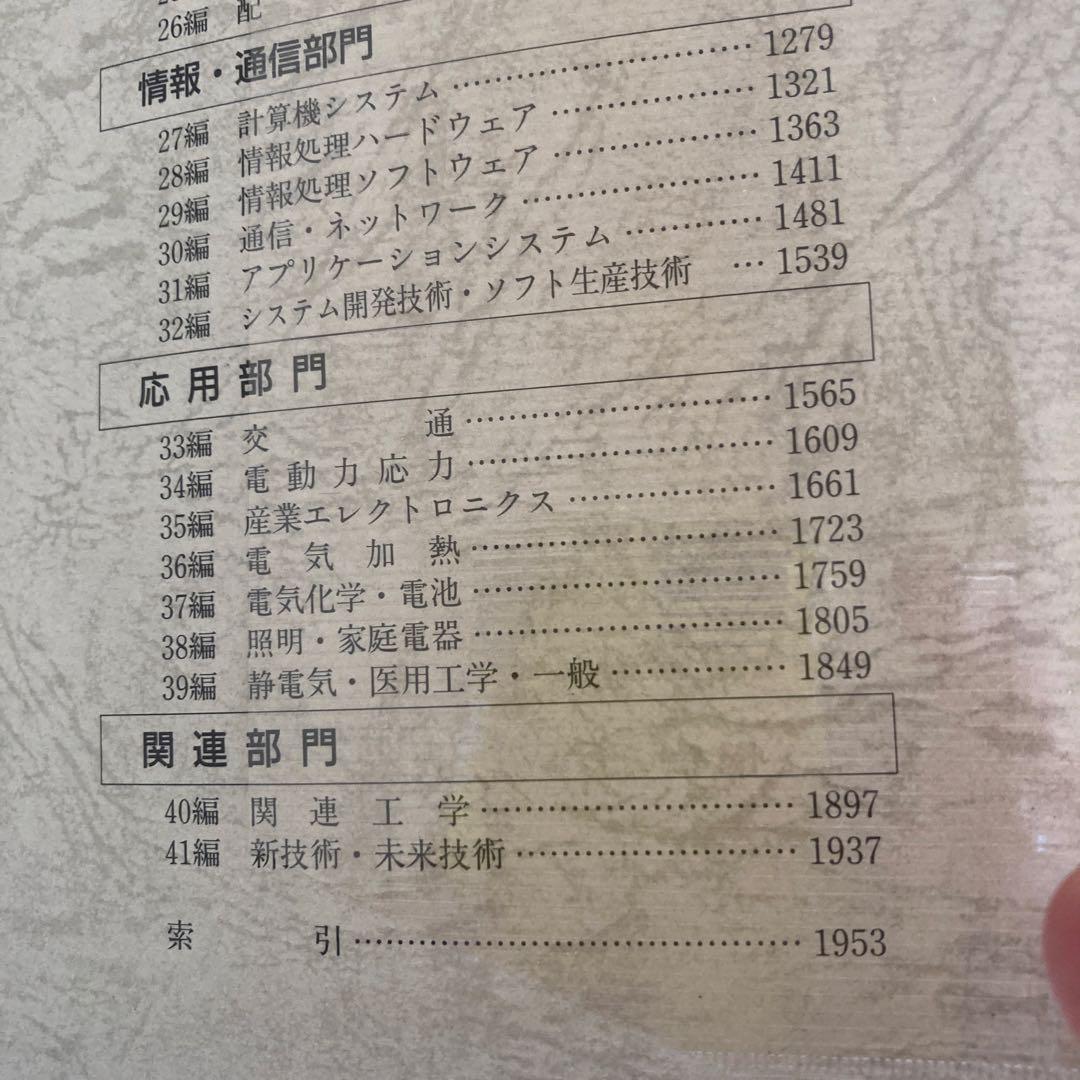 26編 配
情報・通信部門
27編 計算機システム……………………1279
28編 情報処理ハードウェア………………1321
29編 情報処理ソフトウェア………………1363
30編 通信・ネットワーク…………………1411
31編 アプリケーションシステム…………1481
32編 システム開発技術・ソフト生産技術 …1539
応用部門
33編 交通……………………………1565
34編 電動力応力……………………………1609
35編 産業エレクトロニクス………………1661
36編 電気加熱……………………………1723
37編 電気化学・電池……………………1759
38編 照明・家庭電器……………………1805
39編 静電気・医用工学・一般……………1849
関連部門
40編 関連工学……………………………1897
41編 新技術・未来技術…………………1937
索引……………………………………1953